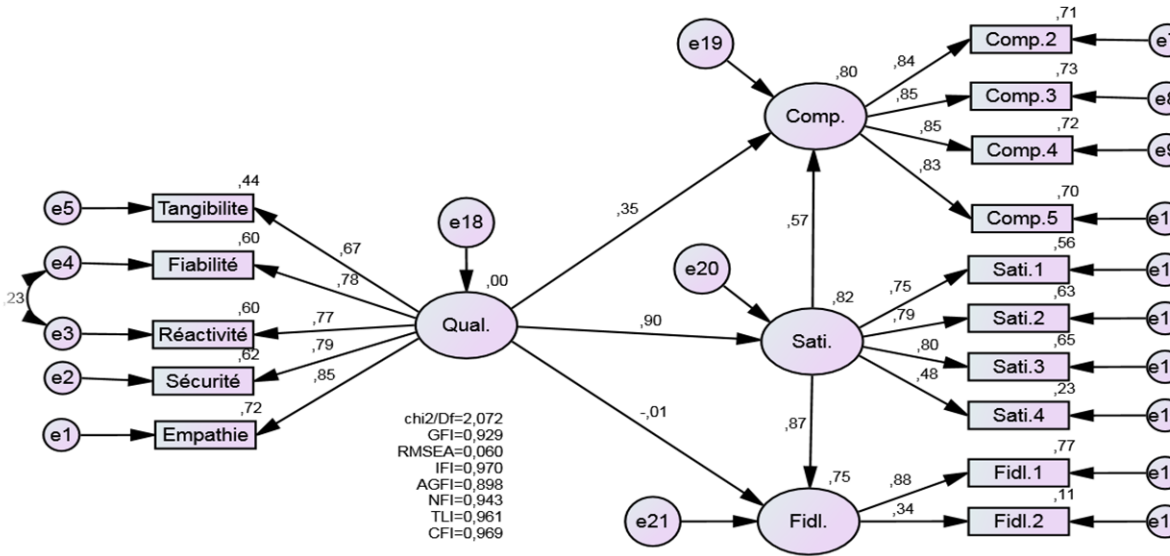 e19
,71
Comp.2
,84
,80
,73
Comp.3
,85
Comp.
,72
Comp.4
,85
,83
,70
Comp.5
,44
e5
Tangibilite
,67
e18
,35
,57
,60
e4
Fiabilité
,78
,23
,00
,60
e3
Réactivité
,77
Qual.
,90
e20
,82
Sati.
,56
Sati.1
,75
,63
Sati.2
,79
,65
Sati.3
,80
,23
Sati.4
,48
,62
e2
Sécurité
,79
,72
e1
Empathie
,85
-,01
,87
chi2/Df=2,072
GFI=0,929
RMSEA=0,060
IFI=0,970
AGFI=0,898
NFI=0,943
TLI=0,961
CFI=0,969
e21
,75
Fidl.
,77
Fidl.1
,88
,11
Fidl.2
,34